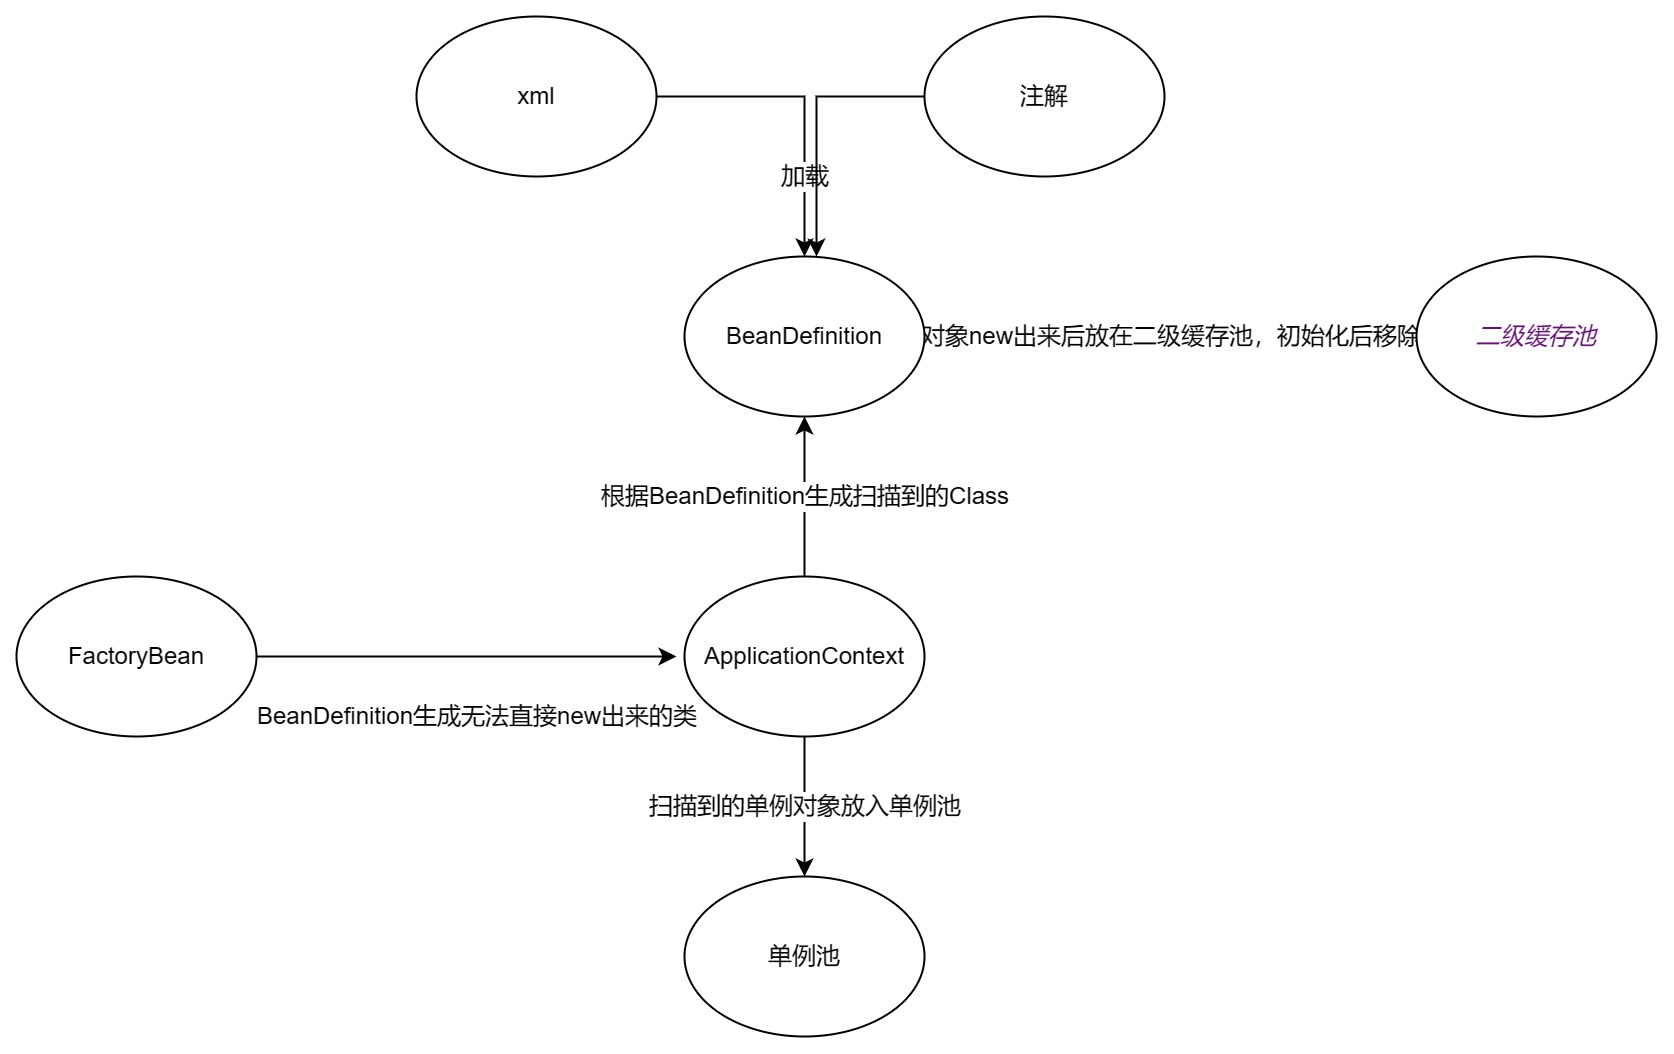 xml
注解
加载
BeanDefinition
对象new出来后放在二级缓存池，初始化后移除
二级缓存池
根据BeanDefinition生成扫描到的Class
FactoryBean
ApplicationContext
BeanDefinition生成无法直接new出来的类
扫描到的单例对象放入单例池
单例池